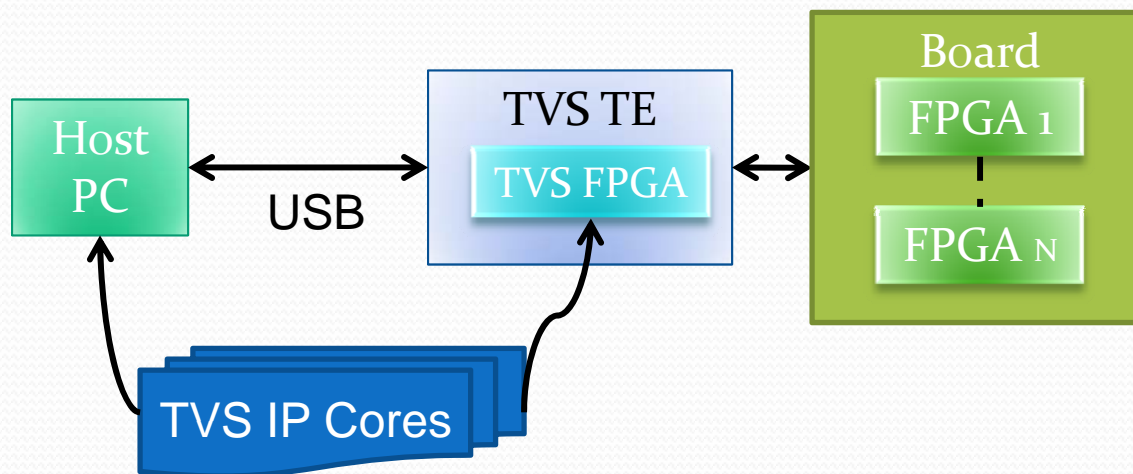 Host
PC
USB
TVS TE
TVS FPGA
Board
FPGA 1
FPGA N
TVS IP Cores